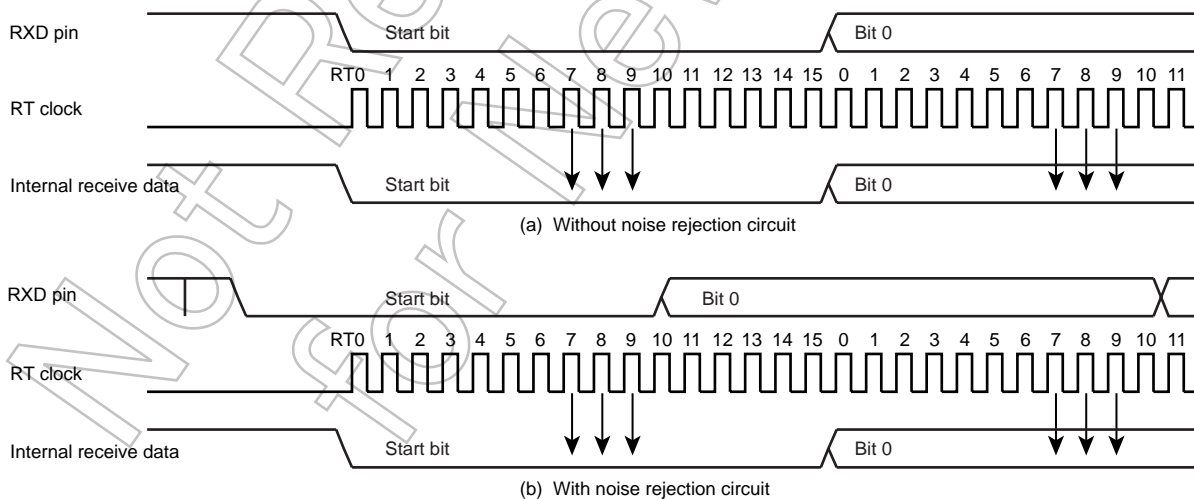 RXD pin
Start bit
Bit 0
RT0 1 2 3 4 5 6 7 8 9 10 11 12 13 14 15 0 1 2 3 4 5 6 7 8 9 10 11
RT clock
Internal receive data
Start bit
Bit 0
(a) Without noise rejection circuit
RXD pin
Start bit
Bit 0
RT0 1 2 3 4 5 6 7 8 9 10 11 12 13 14 15 0 1 2 3 4 5 6 7 8 9 10 11
RT clock
Internal receive data
Start bit
Bit 0
(b) With noise rejection circuit
Not Re
for Ne